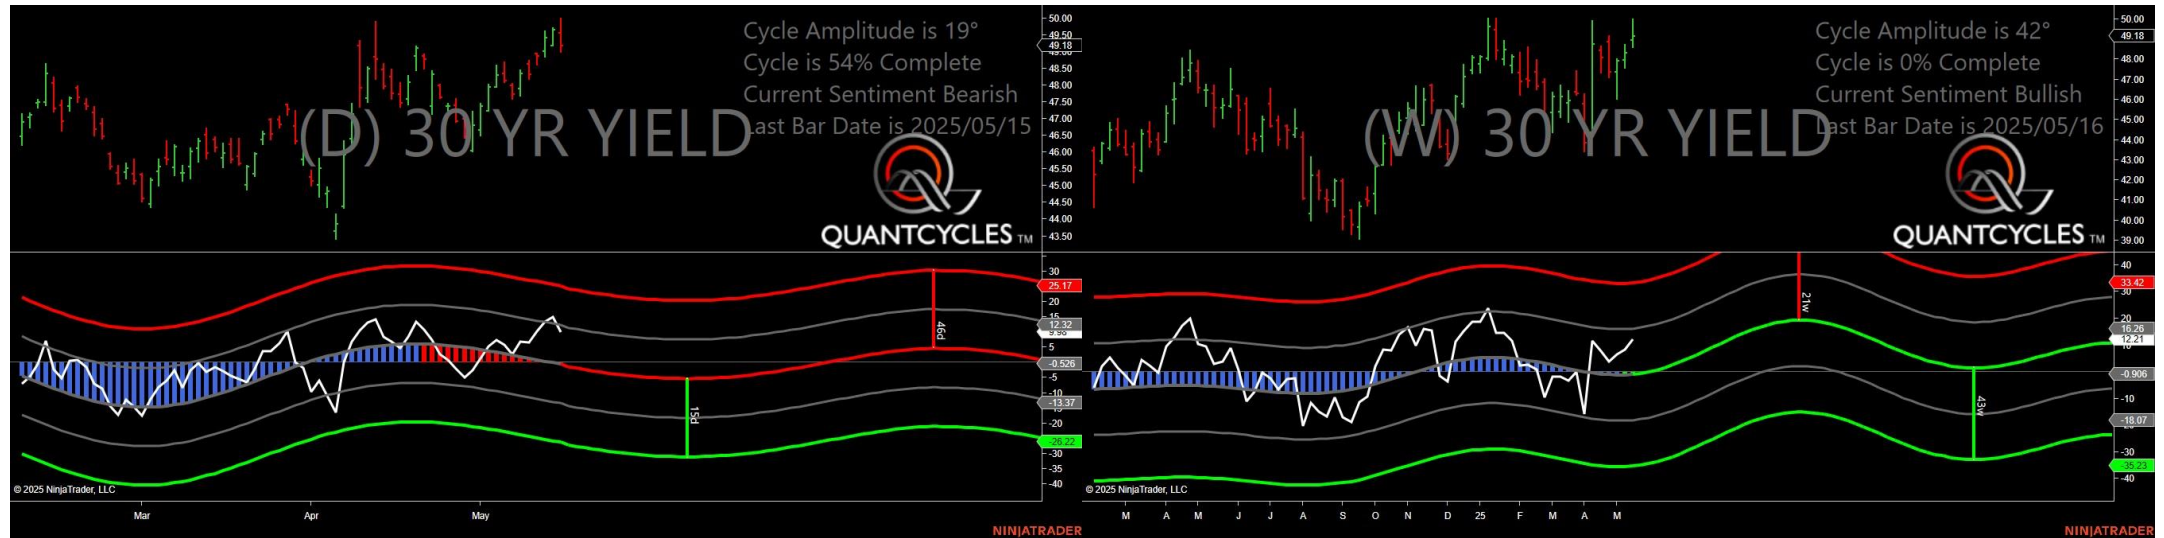 Cycle Amplitude is 19°
Cycle is 54% Complete
Current Sentiment Bearish
Last Bar Date is 2025/05/15
(D) 30 YR YIELD
QUANTCYCLES TM
50.00
49.50
49.18
48.50
48.00
47.50
47.00
46.50
46.00
45.50
45.00
44.50
44.00
43.50
30
25.17
20
15
12.32
5
-0.526
-5
-10
-13.37
-20
-26.22
-30
-35
-40
46d
15d
© 2025 NinjaTrader, LLC
Mar
Apr
May
NINJATRADER
Cycle Amplitude is 42°
Cycle is 0% Complete
Current Sentiment Bullish
Last Bar Date is 2025/05/16
(W) 30 YR YIELD
QUANTCYCLES TM
50.00
49.18
48.00
47.00
46.00
45.00
44.00
43.00
42.00
41.00
40.00
39.00
40
33.42
30
20
16.26
12.21
-0.906
-10
-18.07
-30
-35.23
-40
21w
43w
© 2025 NinjaTrader, LLC
M A M J J A S O N D 25 F M A M
NINJATRADER